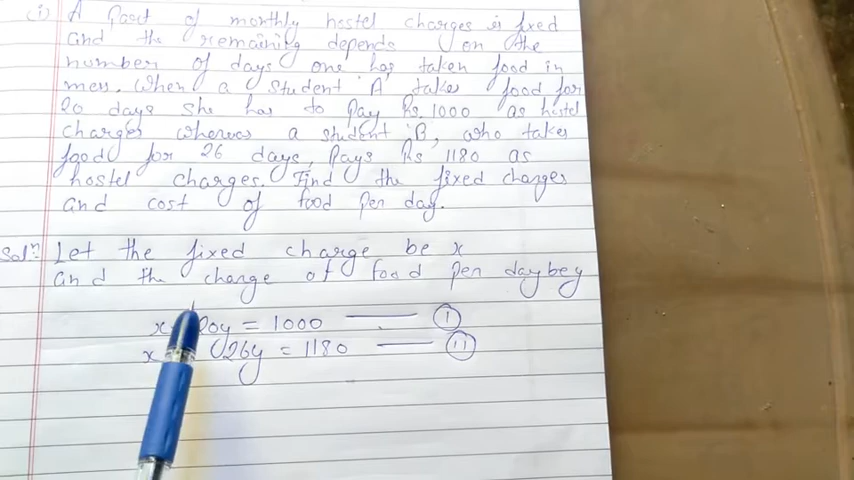 (i) A part of monthly hostel charges is fixed
and the remaining depends on the
number of days one has taken food in
mess. When a student 'A' takes food for
20 days she has to pay Rs. 1000 as hostel
charges whereas a student 'B', who takes
food for 26 days, pays Rs 1180 as
hostel charges. Find the fixed charges
and cost of food per day.
Soln: Let the fixed charge be x
and the charge of food per day be y
x 20y = 1000 —— (i)
x 26y = 1180 —— (ii)